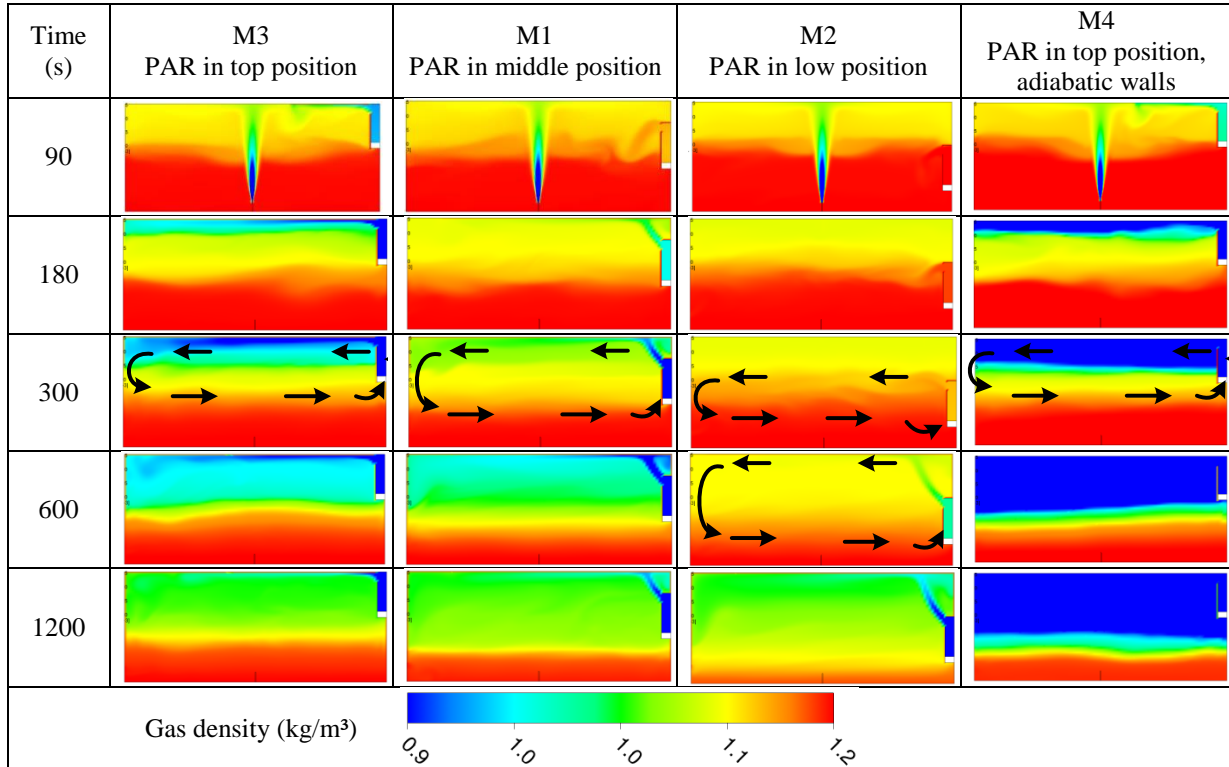 Time
(s)
M3
PAR in top position
M1
PAR in middle position
M2
PAR in low position
M4
PAR in top position,
adiabatic walls
90
180
300
600
1200
Gas density (kg/m³)
0.9
1.0
1.0
1.1
1.2